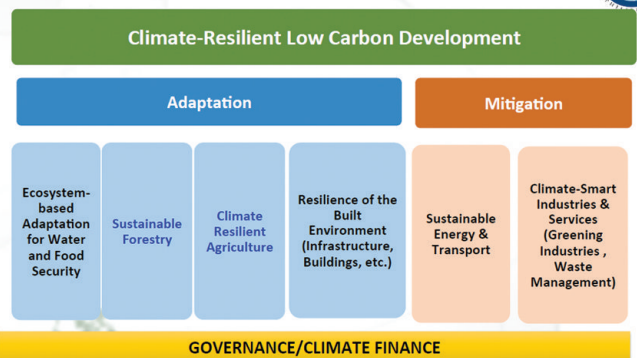 Climate-Resilient Low Carbon Development
Adaptation
Mitigation
Ecosystem-
based
Adaptation
for Water
and Food
Security
Sustainable
Forestry
Climate
Resilient
Agriculture
Resilience of the
Built
Environment
(Infrastructure,
Buildings, etc.)
Sustainable
Energy &
Transport
Climate-Smart
Industries &
Services
(Greening
Industries ,
Waste
Management)
GOVERNANCE/CLIMATE FINANCE